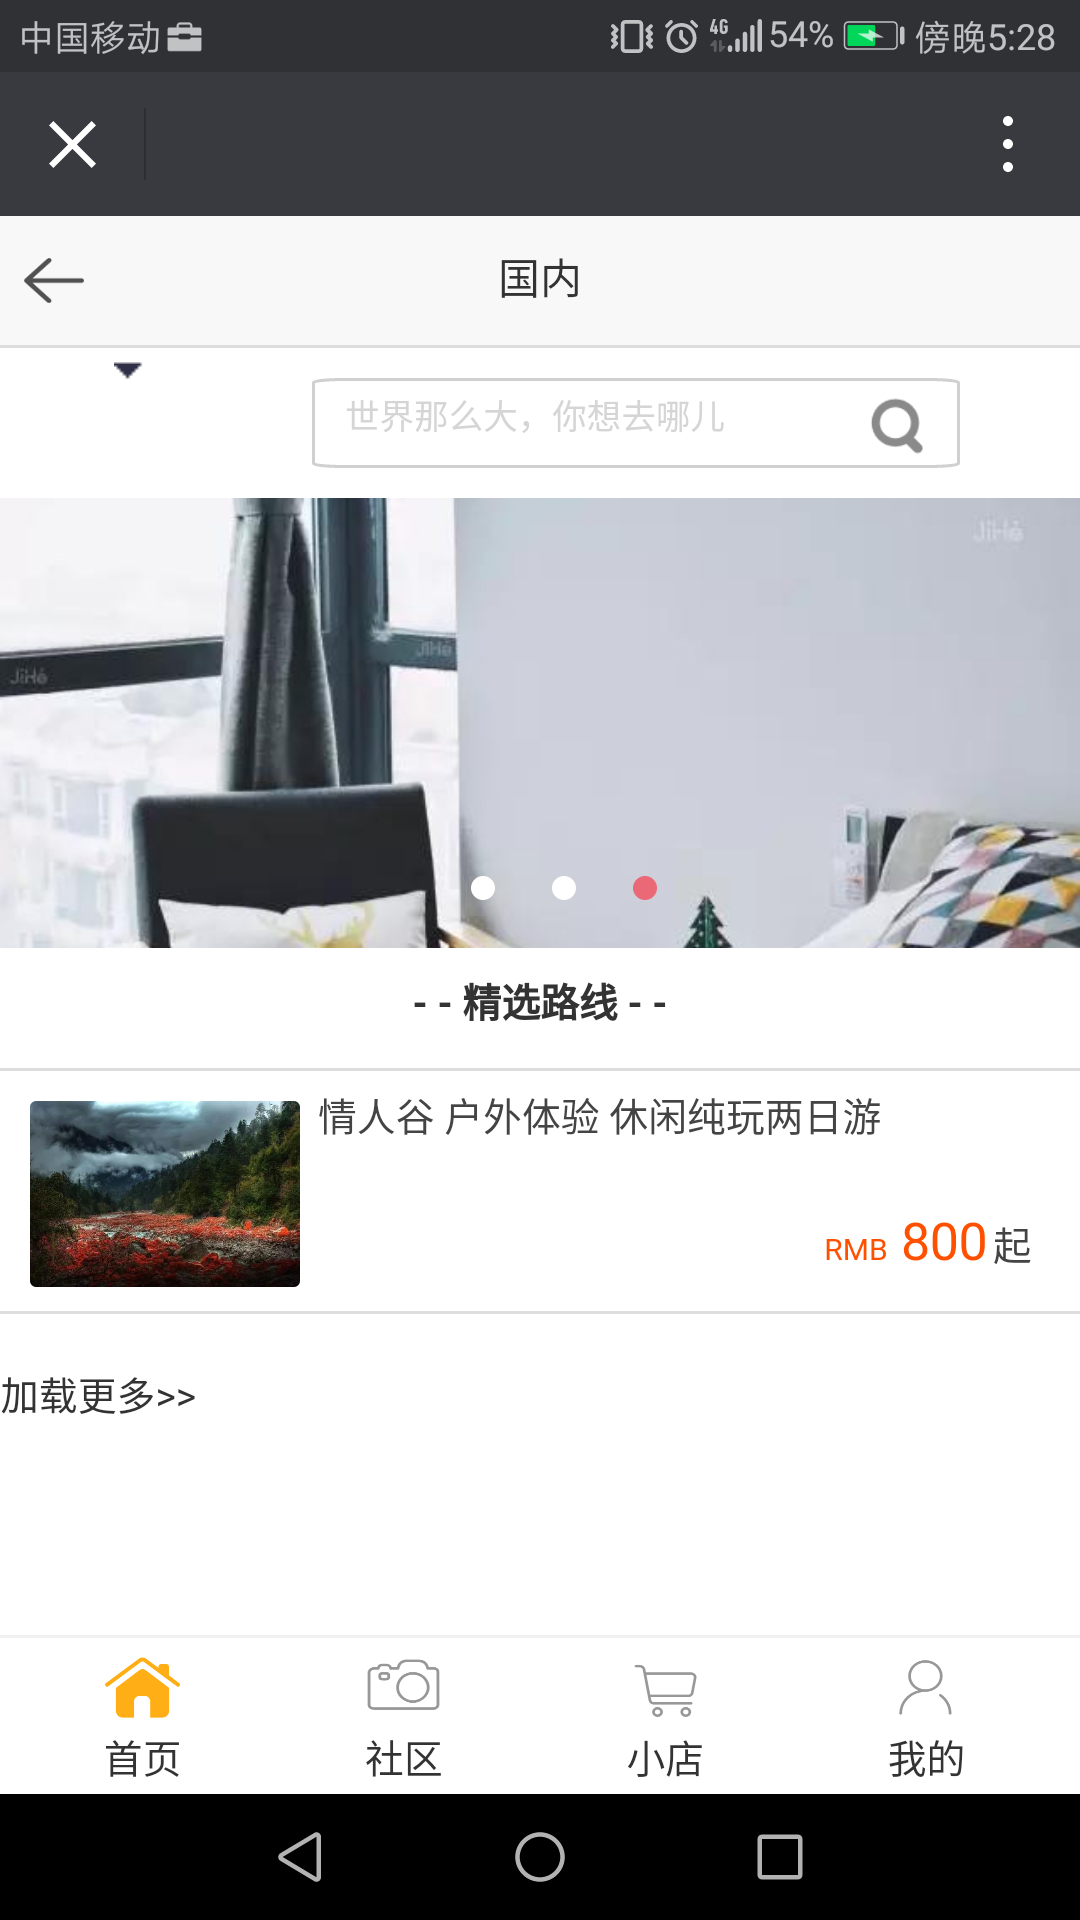 中国移动 4G 54% 傍晚5:28
国内
世界那么大，你想去哪儿
JiHe
JiHe
JiHe
- - 精选路线 - -
情人谷 户外体验 休闲纯玩两日游
RMB 800起
加载更多>>
首页 社区 小店 我的